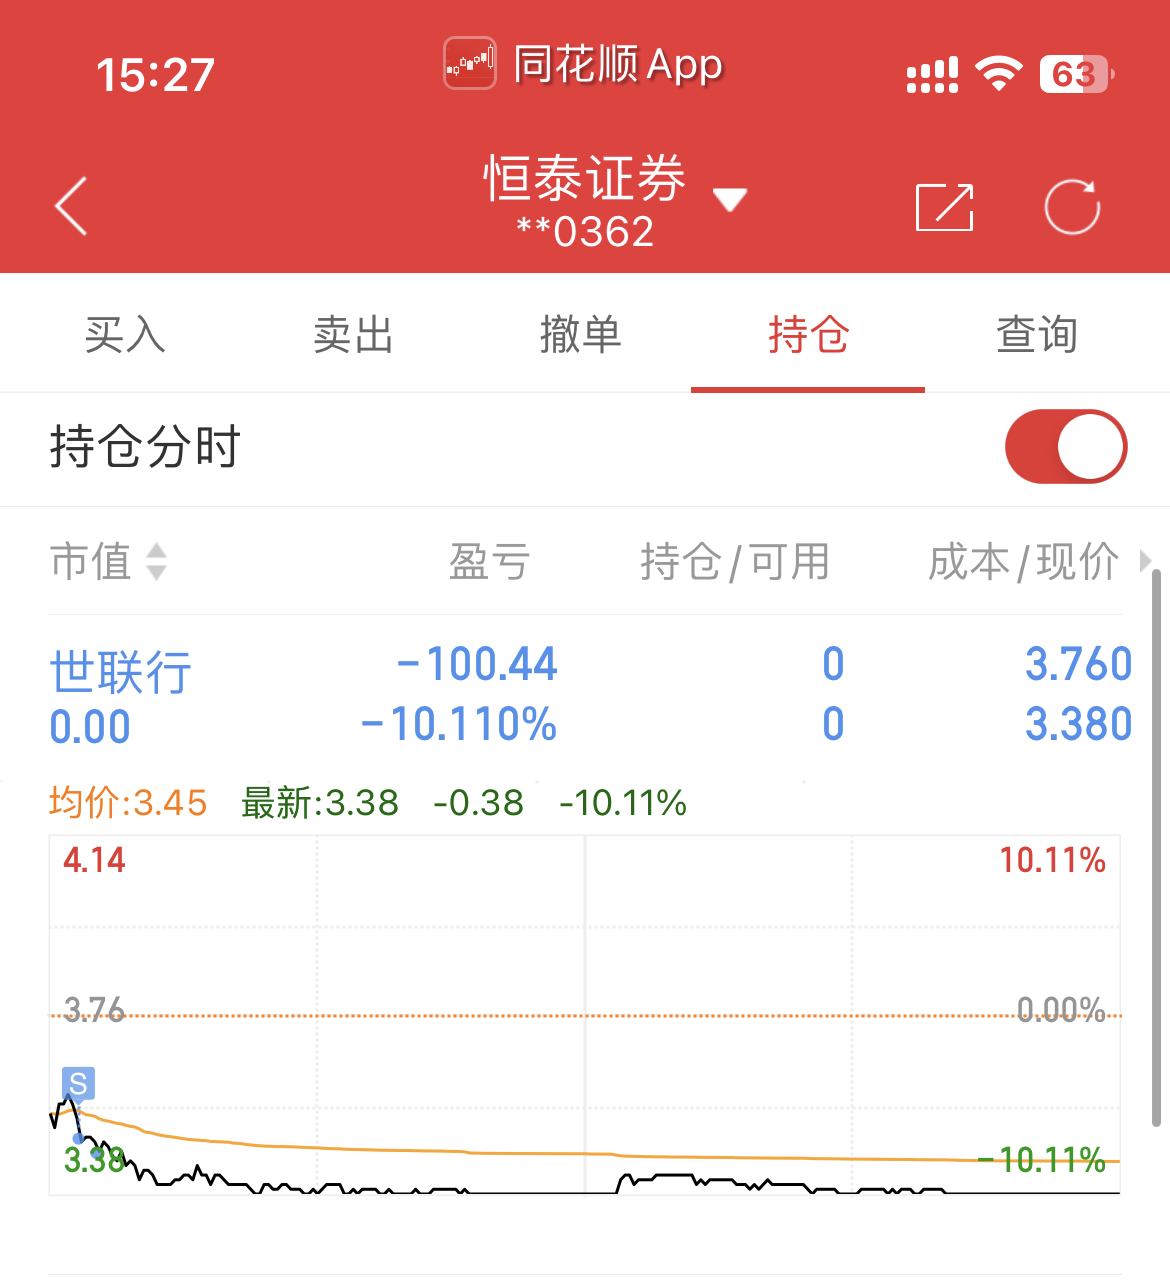 15:27
同花顺App
63
恒泰证券
**0362
买入 卖出 撤单 持仓 查询
持仓分时
市值 盈亏 持仓/可用 成本/现价
世联行 -100.44 0 3.760
0.00 -10.110% 0 3.380
均价:3.45 最新:3.38 -0.38 -10.11%
4.14 10.11%
3.76 0.00%
S
3.38 -10.11%